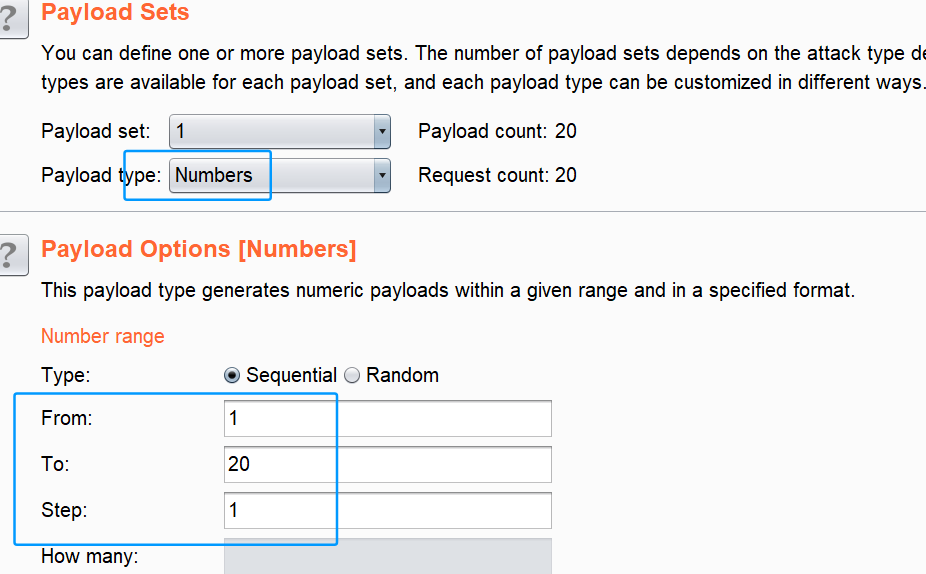 ?
Payload Sets
You can define one or more payload sets. The number of payload sets depends on the attack type de
types are available for each payload set, and each payload type can be customized in different ways.
Payload set: 1 Payload count: 20
Payload type: Numbers Request count: 20
?
Payload Options [Numbers]
This payload type generates numeric payloads within a given range and in a specified format.
Number range
Type: Sequential Random
From: 1
To: 20
Step: 1
How many: